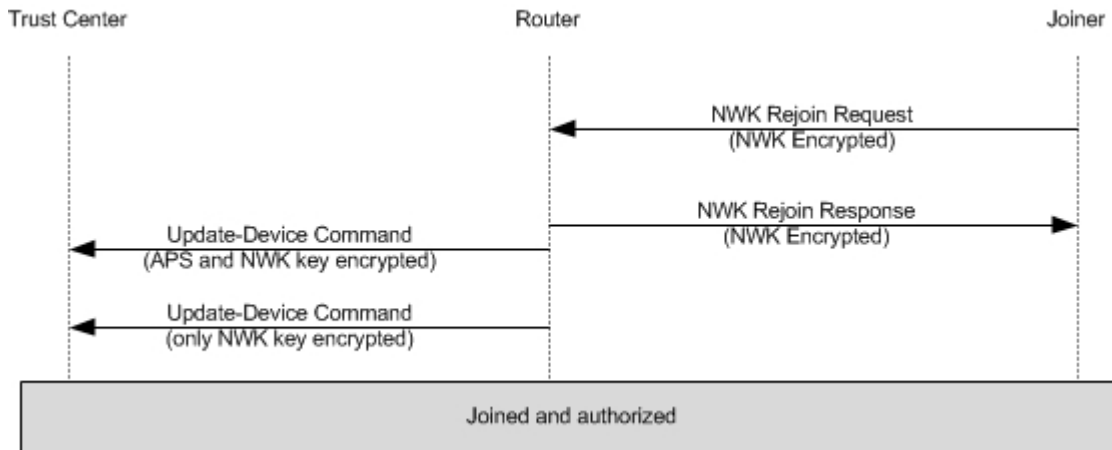 Trust Center
Router
Joiner
NWK Rejoin Request
(NWK Encrypted)
NWK Rejoin Response
(NWK Encrypted)
Update-Device Command
(APS and NWK key encrypted)
Update-Device Command
(only NWK key encrypted)
Joined and authorized